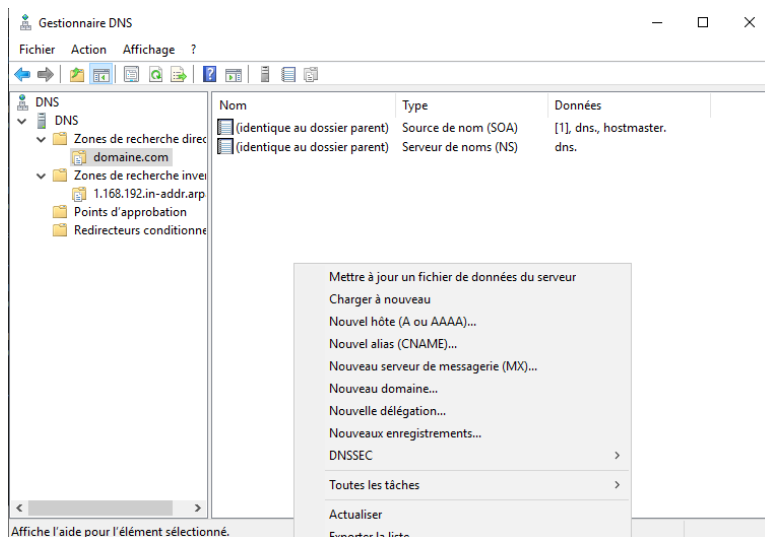 Gestionnaire DNS
Fichier Action Affichage ?
DNS
DNS
Zones de recherche direc
domaine.com
Zones de recherche inver
1.168.192.in-addr.arp
Points d'approbation
Redirecteurs conditionne
Nom Type Données
(identique au dossier parent) Source de nom (SOA) [1], dns., hostmaster.
(identique au dossier parent) Serveur de noms (NS) dns.
Mettre à jour un fichier de données du serveur
Charger à nouveau
Nouvel hôte (A ou AAAA)...
Nouvel alias (CNAME)...
Nouveau serveur de messagerie (MX)...
Nouveau domaine...
Nouvelle délégation...
Nouveaux enregistrements...
DNSSEC
Toutes les tâches
Actualiser
Exporter la liste
Affiche l'aide pour l'élément sélectionné.